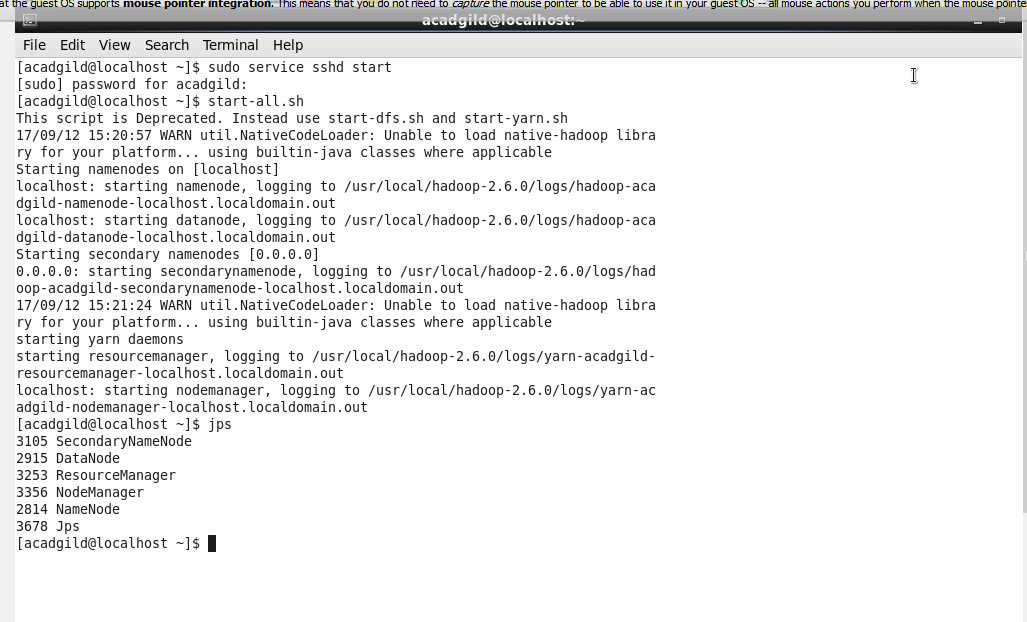 at the guest OS supports mouse pointer integration. This means that you do not need to capture the mouse pointer to be able to use it in your guest OS -- all mouse actions you perform when the mouse pointe
acadgild@localhost:~
File Edit View Search Terminal Help
[acadgild@localhost ~]$ sudo service sshd start
[sudo] password for acadgild:
[acadgild@localhost ~]$ start-all.sh
This script is Deprecated. Instead use start-dfs.sh and start-yarn.sh
17/09/12 15:20:57 WARN util.NativeCodeLoader: Unable to load native-hadoop libra
ry for your platform... using builtin-java classes where applicable
Starting namenodes on [localhost]
localhost: starting namenode, logging to /usr/local/hadoop-2.6.0/logs/hadoop-aca
dgild-namenode-localhost.localdomain.out
localhost: starting datanode, logging to /usr/local/hadoop-2.6.0/logs/hadoop-aca
dgild-datanode-localhost.localdomain.out
Starting secondary namenodes [0.0.0.0]
0.0.0.0: starting secondarynamenode, logging to /usr/local/hadoop-2.6.0/logs/had
oop-acadgild-secondarynamenode-localhost.localdomain.out
17/09/12 15:21:24 WARN util.NativeCodeLoader: Unable to load native-hadoop libra
ry for your platform... using builtin-java classes where applicable
starting yarn daemons
starting resourcemanager, logging to /usr/local/hadoop-2.6.0/logs/yarn-acadgild-
resourcemanager-localhost.localdomain.out
localhost: starting nodemanager, logging to /usr/local/hadoop-2.6.0/logs/yarn-ac
adgild-nodemanager-localhost.localdomain.out
[acadgild@localhost ~]$ jps
3105 SecondaryNameNode
2915 DataNode
3253 ResourceManager
3356 NodeManager
2814 NameNode
3678 Jps
[acadgild@localhost ~]$